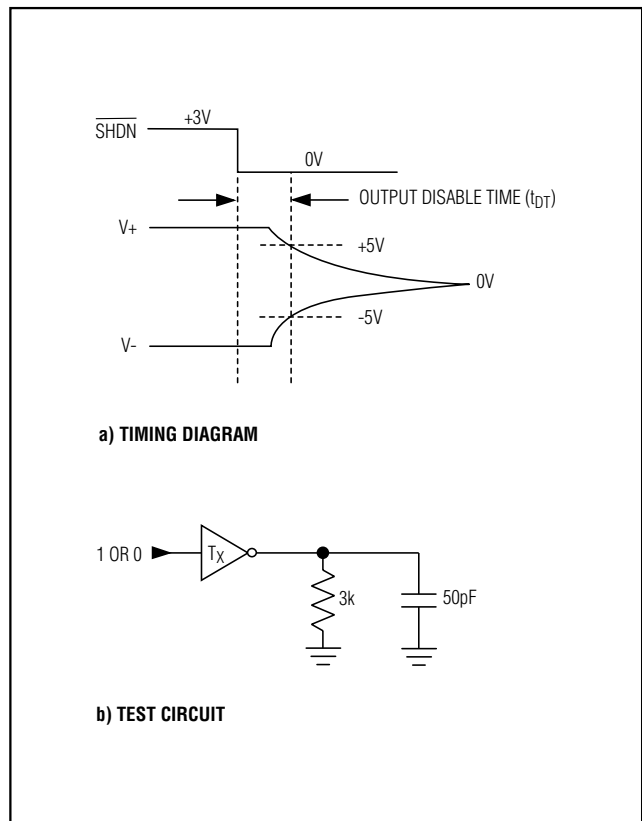 +3V
SHDN
0V
OUTPUT DISABLE TIME (tDT)
V+
+5V
0V
-5V
V-
a) TIMING DIAGRAM
1 OR 0
TX
3k
50pF
b) TEST CIRCUIT